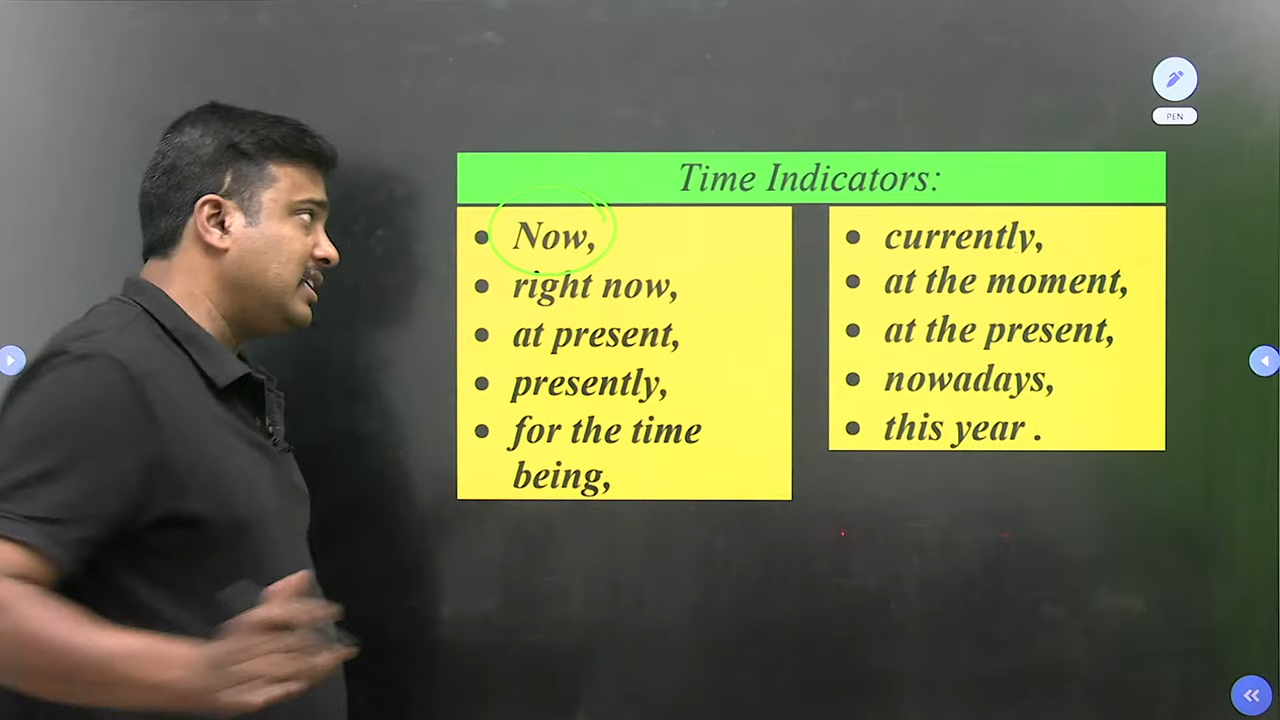 PEN
Time Indicators:
• Now,
• right now,
• at present,
• presently,
• for the time
being,
• currently,
• at the moment,
• at the present,
• nowadays,
• this year .